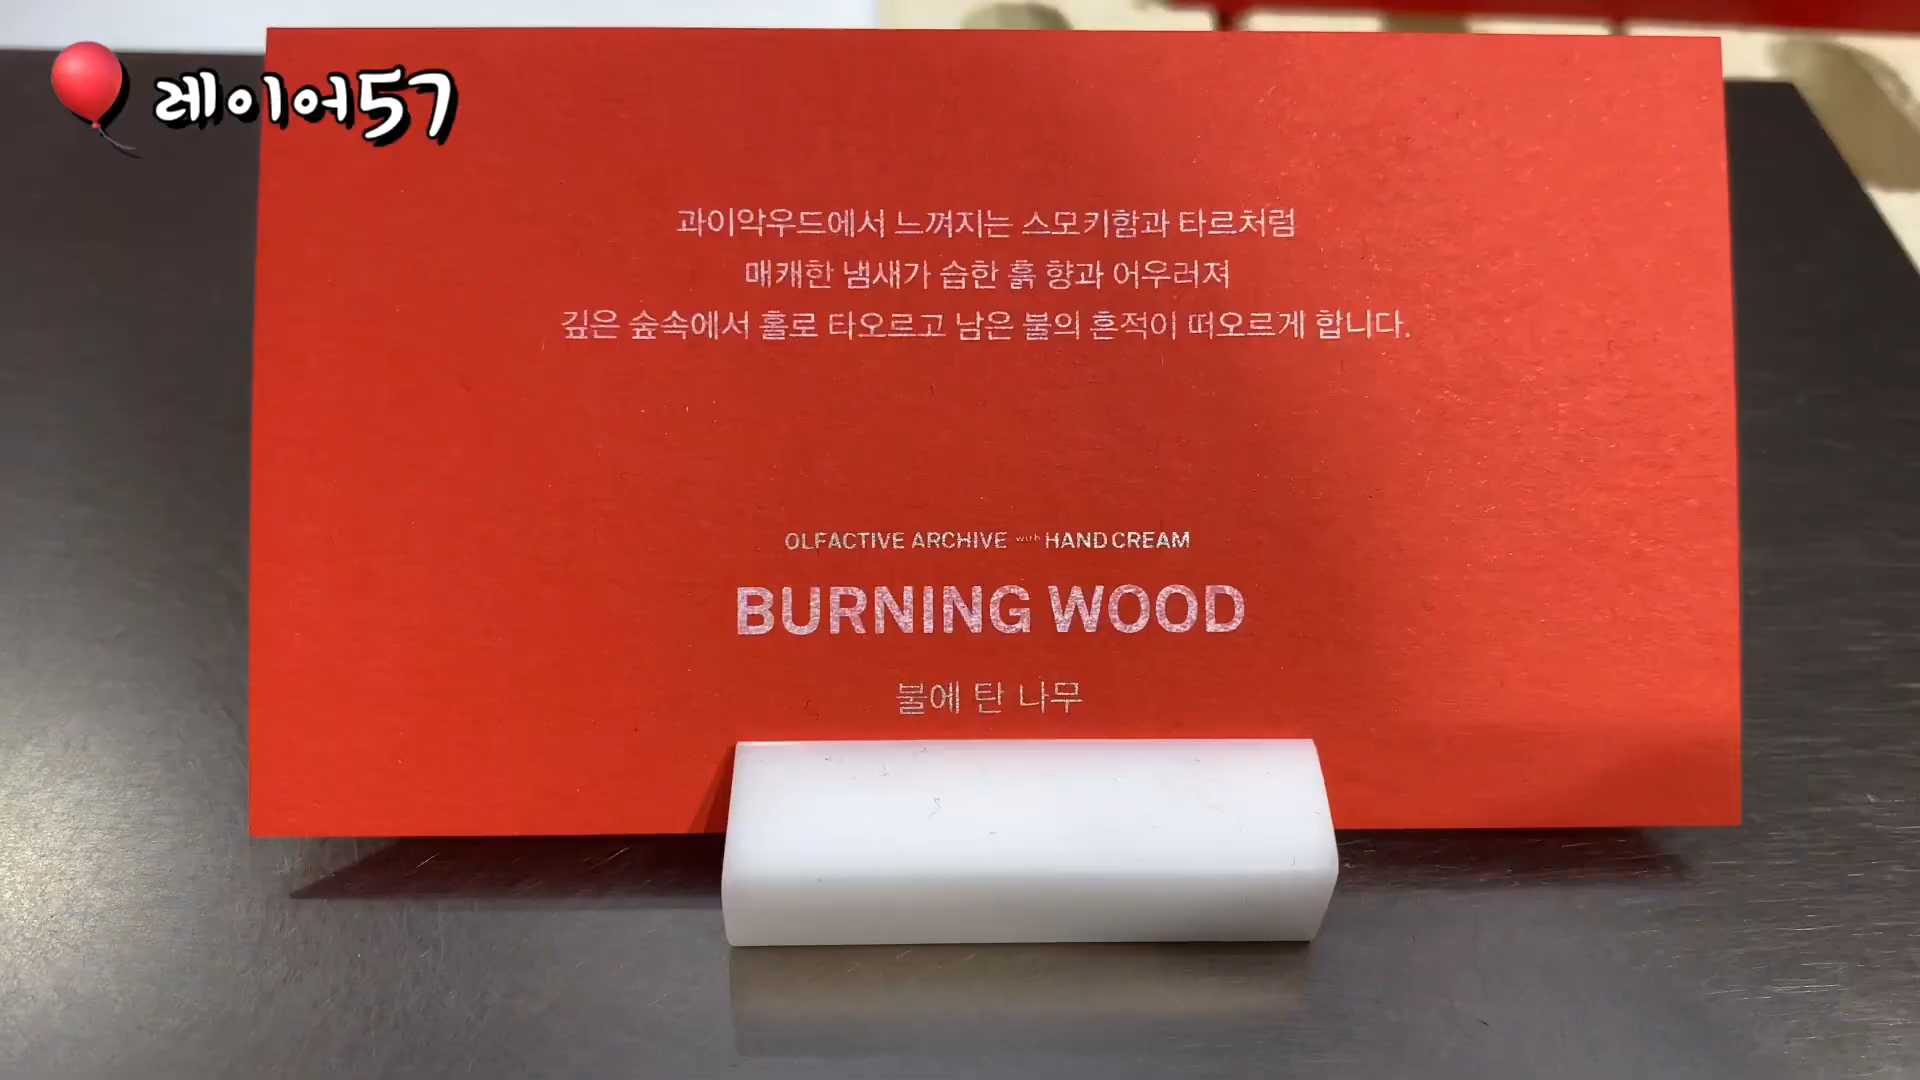 레이어57
과이악우드에서 느껴지는 스모키함과 타르처럼
매캐한 냄새가 습한 흙 향과 어우러져
깊은 숲속에서 홀로 타오르고 남은 불의 흔적이 떠오르게 합니다.
OLFACTIVE ARCHIVE with HAND CREAM
BURNING WOOD
불에 탄 나무